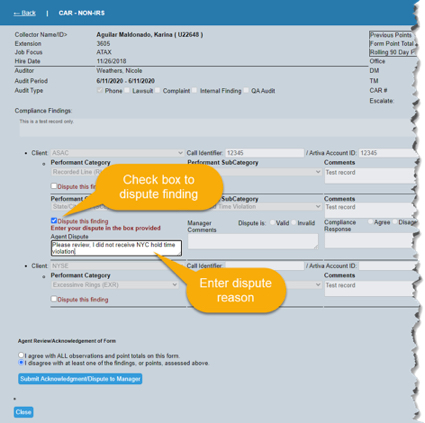 ← Back | CAR - NON-IRS
Collector Name/ID> Aguilar Maldonado, Karina ( U22648 ) Previous Points
Extension 3605 Form Point Total
Job Focus ATAX Rolling 90 Day
Hire Date 11/26/2018 Office
Auditor Weathers, Nicole DM
Audit Period 6/11/2020 - 6/11/2020 TM
Audit Type Phone Lawsuit Complaint Internal Finding QA Audit CAR #
Escalate:
Compliance Findings:
This is a test record only.
Client ASAC Call Identifier: 12345 / Artiva Account ID: 12345
Performant Category Performant SubCategory Comments
Recorded Line Test record
Dispute this
Check box to
dispute finding
Performant Comments
State/C Time Violation Test record
Dispute this finding
Enter your dispute in the box provided
Agent Dispute
Please review, I did not receive NYC hold time
violation
Manager
Comments
Dispute is: Valid Invalid
Compliance
Response
Agree
Enter dispute
reason
Client NYSE Call Identifier: / Artiva Account ID:
Performant Category Comments
Excessive Rings (EXR) Test record
Dispute this finding
Agent Review/Acknowledgement of Form
I agree with ALL observations and point totals on this form.
I disagree with at least one of the findings, or points, assessed above.
Submit Acknowledgment/Dispute to Manager
Close